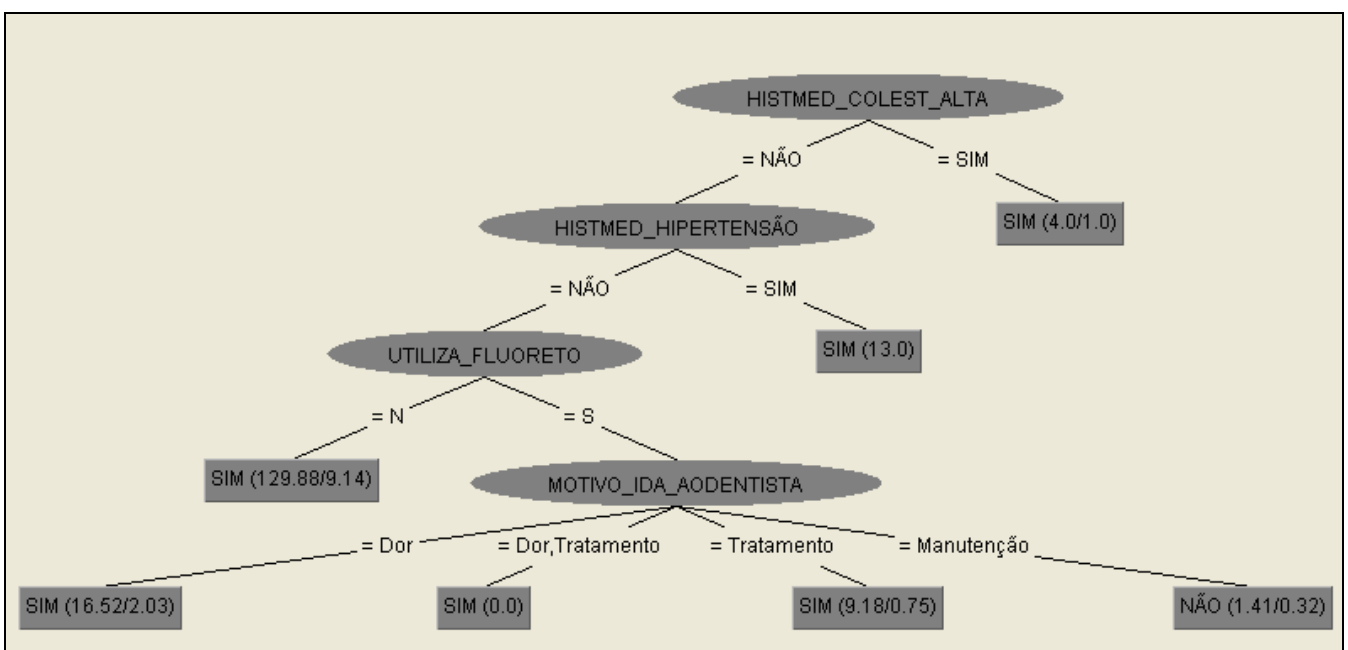 HISTMED_COLEST_ALTA
= NÃO
= SIM
HISTMED_HIPERTENSÃO
SIM (4.0/1.0)
= NÃO
= SIM
UTILIZA_FLUORETO
SIM (13.0)
= N
= S
SIM (129.88/9.14)
MOTIVO_IDA_AODENTISTA
= Dor
= Dor,Tratamento
= Tratamento
= Manutenção
SIM (16.52/2.03)
SIM (0.0)
SIM (9.18/0.75)
NÃO (1.41/0.32)